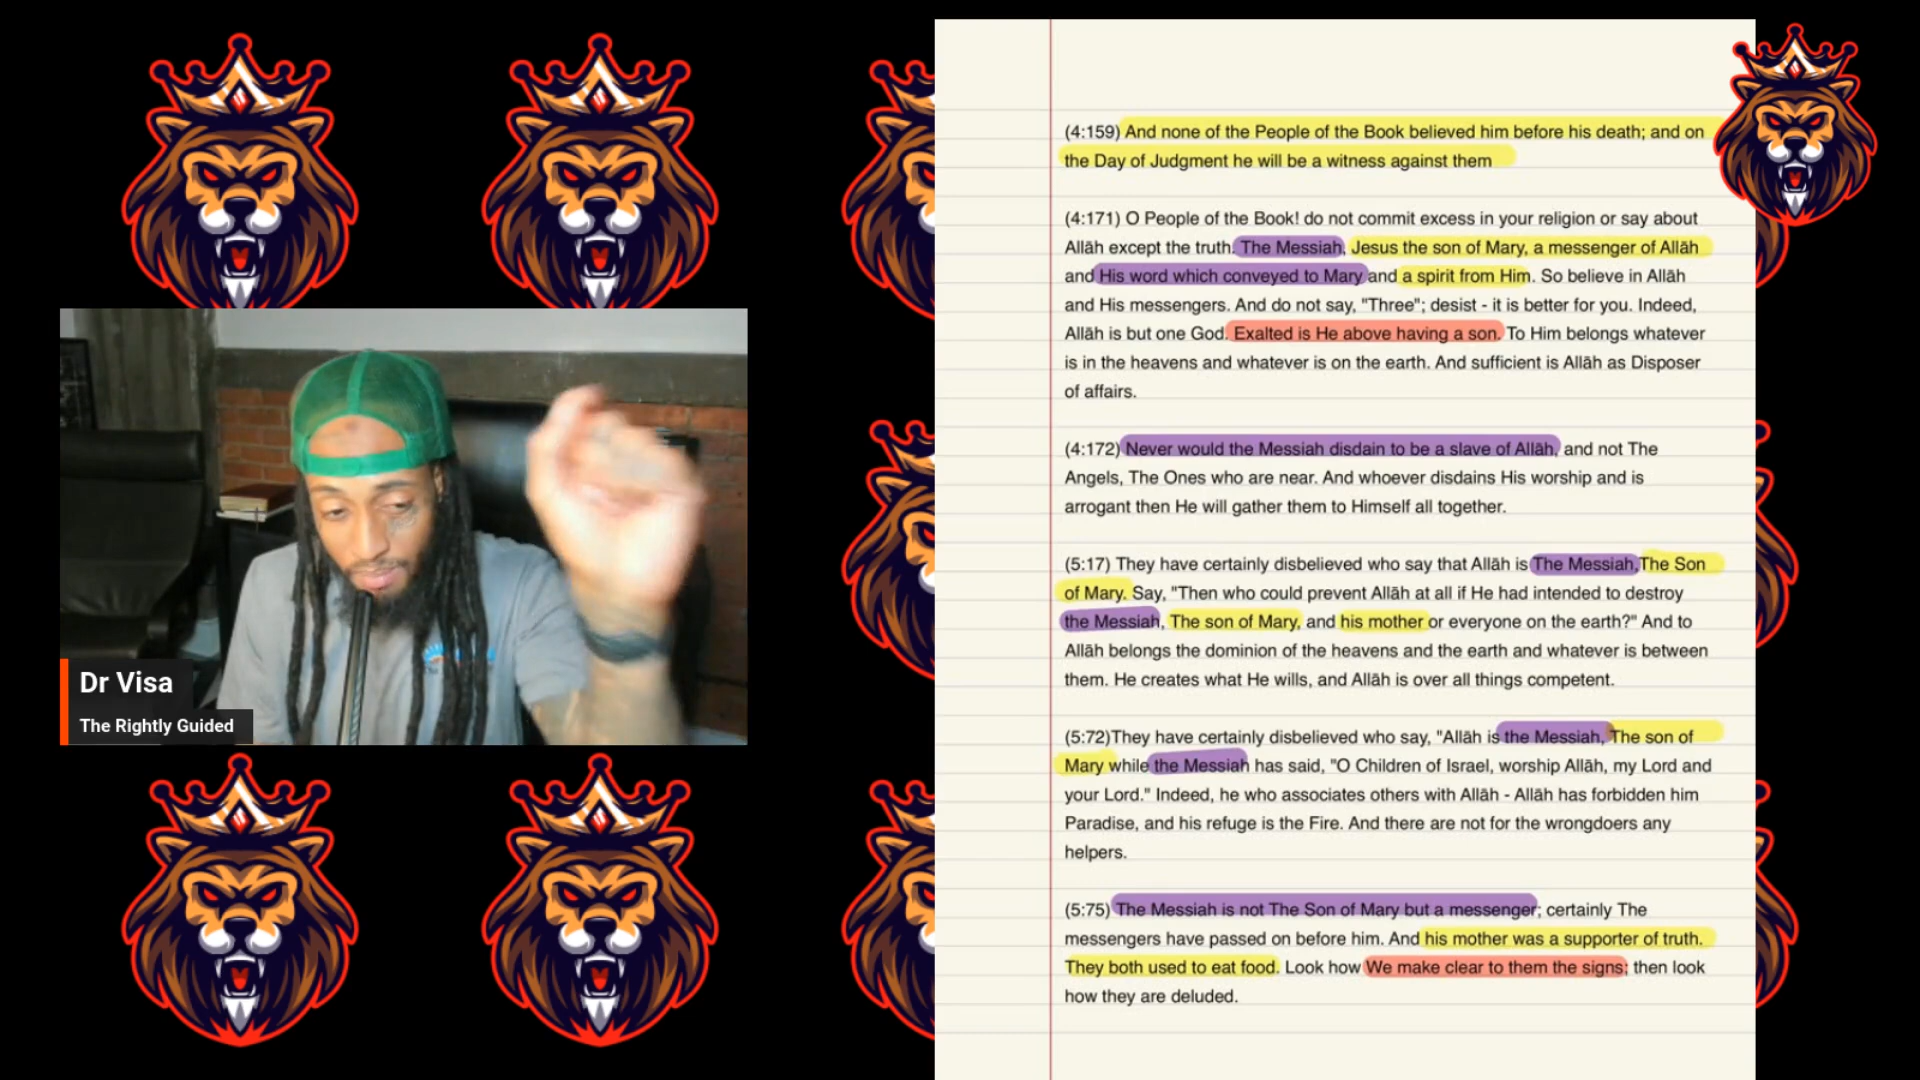 (4:159) And none of the People of the Book believed him before his death; and on
the Day of Judgment he will be a witness against them
(4:171) O People of the Book! do not commit excess in your religion or say about
Allāh except the truth. The Messiah, Jesus the son of Mary, a messenger of Allāh
and His word which conveyed to Mary and a spirit from Him. So believe in Allāh
and His messengers. And do not say, "Three"; desist - it is better for you. Indeed,
Allāh is but one God. Exalted is He above having a son. To Him belongs whatever
is in the heavens and whatever is on the earth. And sufficient is Allāh as Disposer
of affairs.
(4:172) Never would the Messiah disdain to be a slave of Allāh, and not The
Angels, The Ones who are near. And whoever disdains His worship and is
arrogant then He will gather them to Himself all together.
(5:17) They have certainly disbelieved who say that Allāh is The Messiah,The Son
of Mary. Say, "Then who could prevent Allāh at all if He had intended to destroy
the Messiah, The son of Mary, and his mother or everyone on the earth?" And to
Allāh belongs the dominion of the heavens and the earth and whatever is between
them. He creates what He wills, and Allāh is over all things competent.
(5:72)They have certainly disbelieved who say, "Allāh is the Messiah, The son of
Mary while the Messiah has said, "O Children of Israel, worship Allāh, my Lord and
your Lord." Indeed, he who associates others with Allāh - Allāh has forbidden him
Paradise, and his refuge is the Fire. And there are not for the wrongdoers any
helpers.
(5:75) The Messiah is not The Son of Mary but a messenger; certainly The
messengers have passed on before him. And his mother was a supporter of truth.
They both used to eat food. Look how We make clear to them the signs; then look
how they are deluded.
Dr Visa
The Rightly Guided